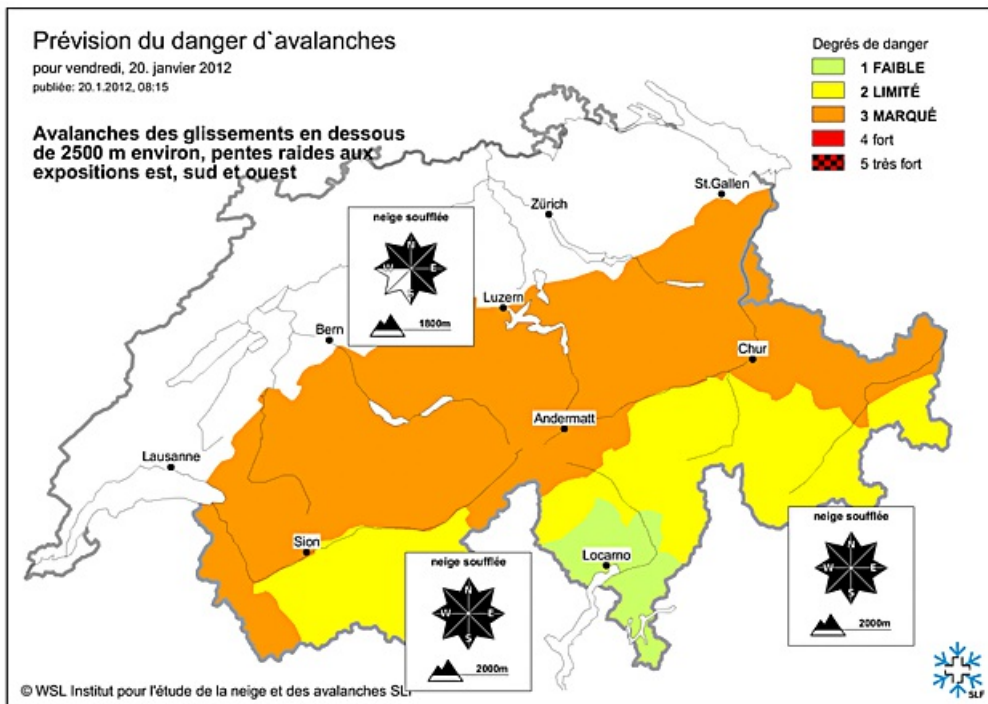 Prévision du danger d`avalanches
pour vendredi, 20. janvier 2012
publiée: 20.1.2012, 08:15
Avalanches des glissements en dessous
de 2500 m environ, pentes raides aux
expositions est, sud et ouest
Degrés de danger
1 FAIBLE
2 LIMITÉ
3 MARQUÉ
4 fort
5 très fort
St.Gallen
Zürich
neige soufflée
N
W E
S
1800m
Luzern
Bern
Chur
Andermatt
Lausanne
Sion
Locarno
neige soufflée
N
W E
S
2000m
neige soufflée
N
W E
S
2000m
© WSL Institut pour l'étude de la neige et des avalanches SLF
SLF